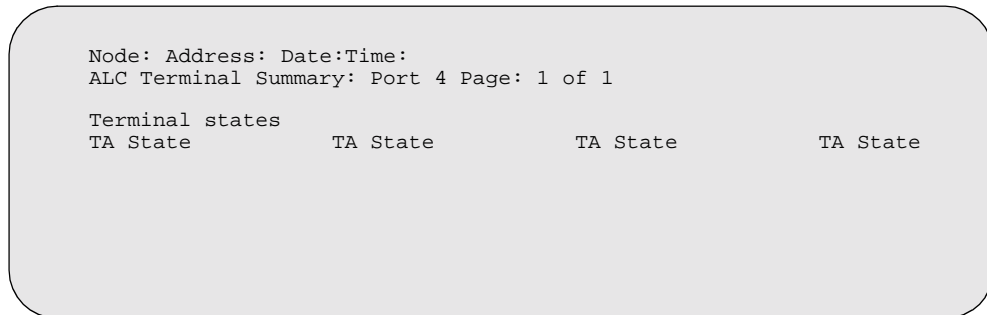 Node: Address: Date:Time:
ALC Terminal Summary: Port 4 Page: 1 of 1
Terminal states
TA State TA State TA State TA State